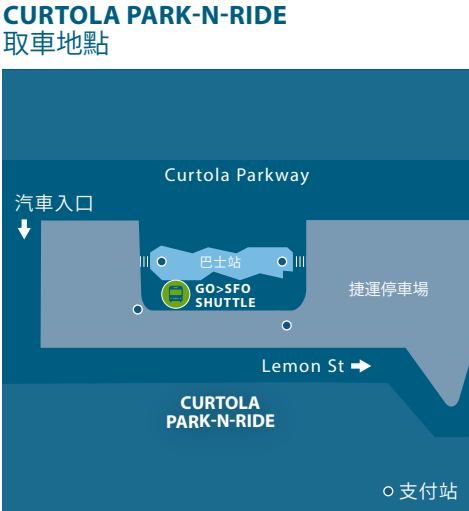 CURTOLA PARK-N-RIDE
取車地點
Curtola Parkway
汽車入口
巴士站
GO>SFO
SHUTTLE
捷運停車場
Lemon St
CURTOLA
PARK-N-RIDE
支付站